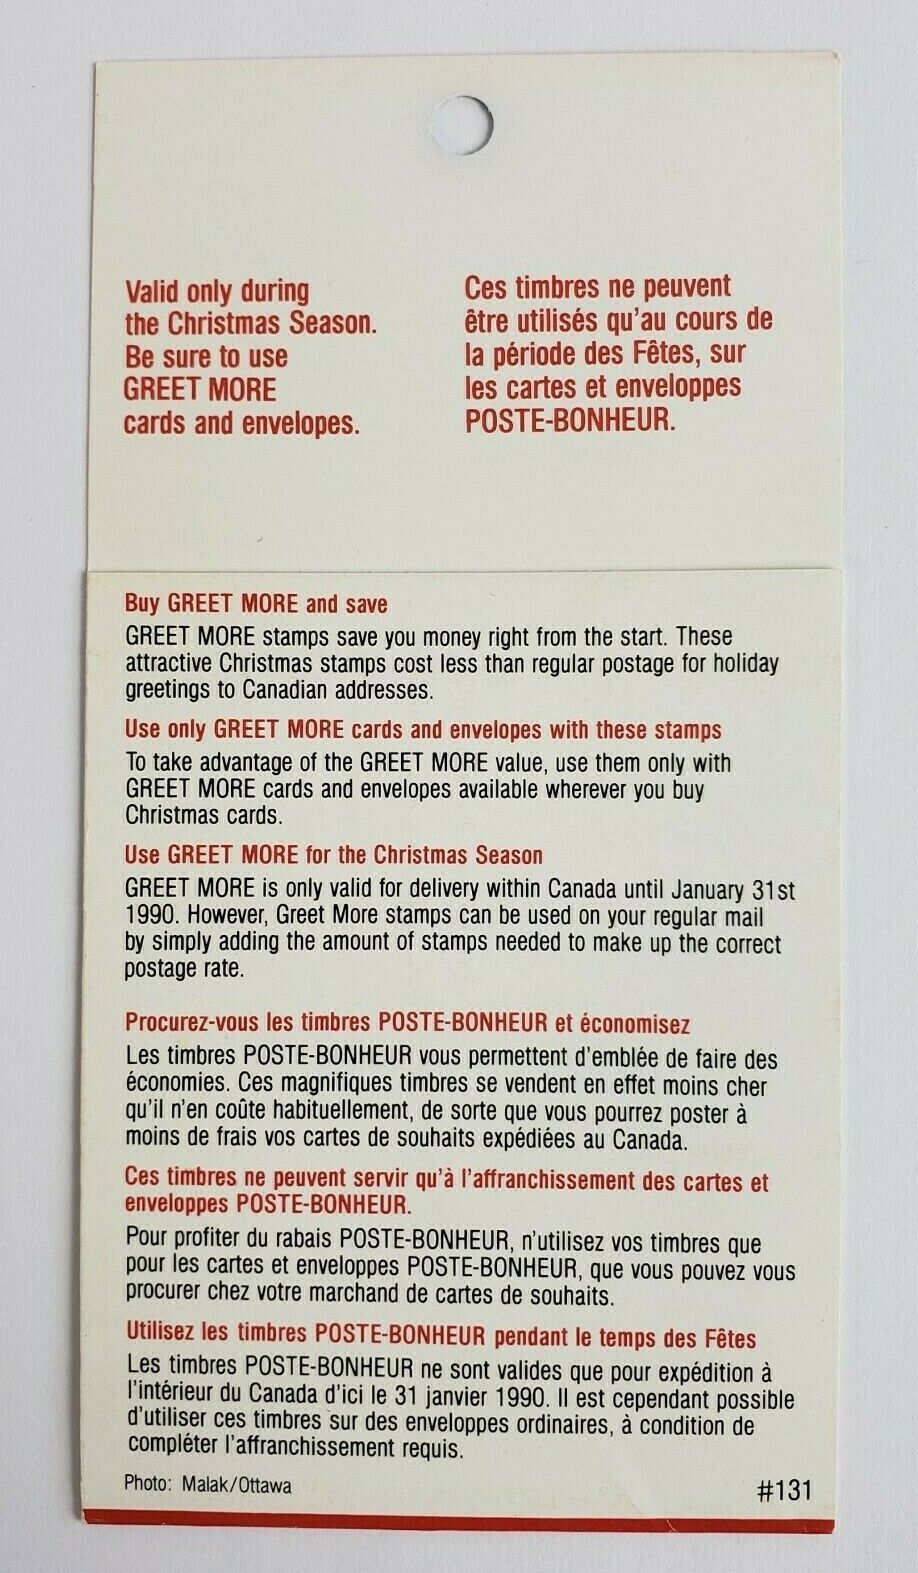 Valid only during
the Christmas Season.
Be sure to use
GREET MORE
cards and envelopes.
Ces timbres ne peuvent
être utilisés qu'au cours de
la période des Fêtes, sur
les cartes et enveloppes
POSTE-BONHEUR.
Buy GREET MORE and save
GREET MORE stamps save you money right from the start. These
attractive Christmas stamps cost less than regular postage for holiday
greetings to Canadian addresses.
Use only GREET MORE cards and envelopes with these stamps
To take advantage of the GREET MORE value, use them only with
GREET MORE cards and envelopes available wherever you buy
Christmas cards.
Use GREET MORE for the Christmas Season
GREET MORE is only valid for delivery within Canada until January 31st
1990. However, Greet More stamps can be used on your regular mail
by simply adding the amount of stamps needed to make up the correct
postage rate.
Procurez-vous les timbres POSTE-BONHEUR et économisez
Les timbres POSTE-BONHEUR vous permettent d'emblée de faire des
économies. Ces magnifiques timbres se vendent en effet moins cher
qu'il n'en coûte habituellement, de sorte que vous pourrez poster à
moins de frais vos cartes de souhaits expédiées au Canada.
Ces timbres ne peuvent servir qu'à l'affranchissement des cartes et
enveloppes POSTE-BONHEUR.
Pour profiter du rabais POSTE-BONHEUR, n'utilisez vos timbres que
pour les cartes et enveloppes POSTE-BONHEUR, que vous pouvez vous
procurer chez votre marchand de cartes de souhaits.
Utilisez les timbres POSTE-BONHEUR pendant le temps des Fêtes
Les timbres POSTE-BONHEUR ne sont valides que pour expédition à
l'intérieur du Canada d'ici le 31 janvier 1990. Il est cependant possible
d'utiliser ces timbres sur des enveloppes ordinaires, à condition de
compléter l'affranchissement requis.
Photo: Malak/Ottawa
#131